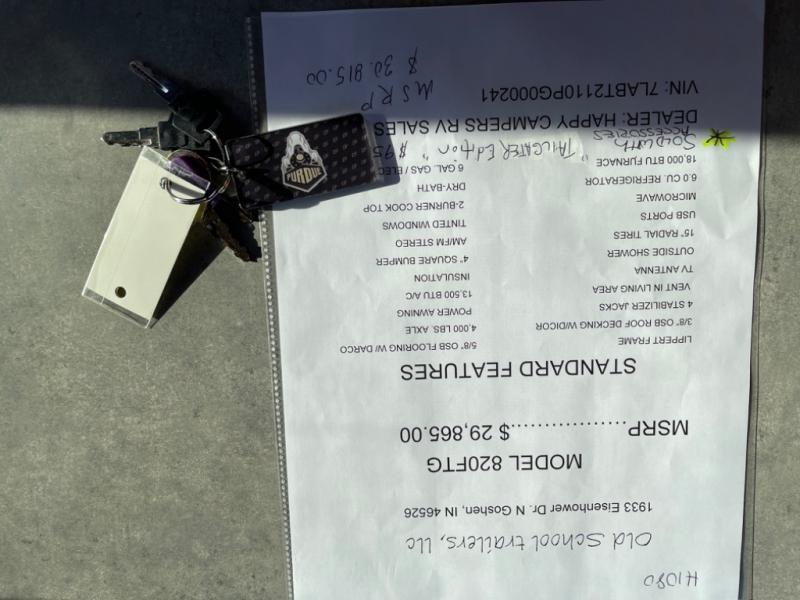 H1080
Old School trailers, llc
1933 Eisenhower Dr. N Goshen, IN 46526
MODEL 820FTG
MSRP....................$ 29,865.00
STANDARD FEATURES
LIPPERT FRAME 5/8" OSB FLOORING W/ DARCO
3/8" OSB ROOF DECKING W/DICOR 4,000 LBS. AXLE
4 STABILIZER JACKS POWER AWNING
VENT IN LIVING AREA 13,500 BTU A/C
TV ANTENNA INSULATION
OUTSIDE SHOWER 4" SQUARE BUMPER
15" RADIAL TIRES AM/FM STEREO
USB PORTS TINTED WINDOWS
MICROWAVE 2-BURNER COOK TOP
6.0 CU. REFRIGERATOR DRY-BATH
18,000 BTU FURNACE 6 GAL. GAS / ELEC
* Sold with ACCESSORIES "TAILGATER Edition"
DEALER: HAPPY CAMPERS RV SALES
VIN: 7LABT2110PG000241
MSRP
$ 30,815.00
PURDUE